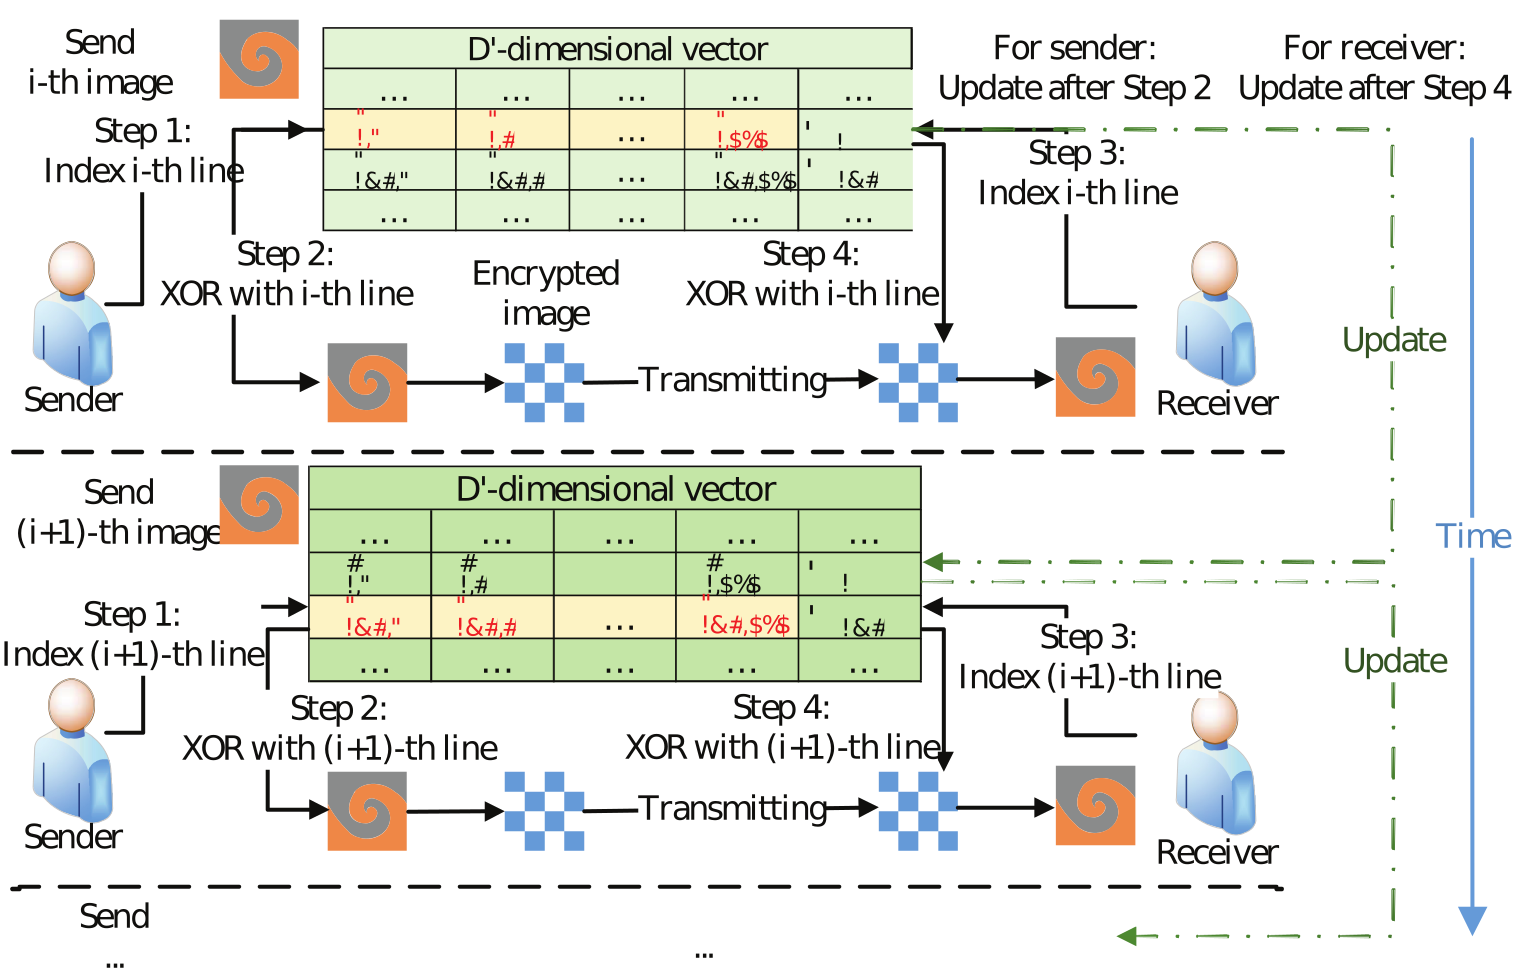 Send
i-th image
D'-dimensional vector
For sender:
Update after Step 2
For receiver:
Update after Step 4
... ... ... ... ...
Step 1:
Index i-th line
" " ... " '
!," !,# !,$%$ !
" " ... " '
!&#," !&#,# !&#,$%$ !&#
... ... ... ... ...
Step 3:
Index i-th line
Step 2:
XOR with i-th line
Encrypted
image
Step 4:
XOR with i-th line
Transmitting
Sender
Receiver
Update
Send
(i+1)-th image
D'-dimensional vector
... ... ... ... ...
# # # '
!," !,# !,$%$ !
Time
Step 1:
Index (i+1)-th line
" " ... " '
!&#," !&#,# !&#,$%$ !&#
... ... ... ... ...
Step 3:
Index (i+1)-th line
Update
Step 2:
XOR with (i+1)-th line
Step 4:
XOR with (i+1)-th line
Transmitting
Sender
Receiver
Send
...
...